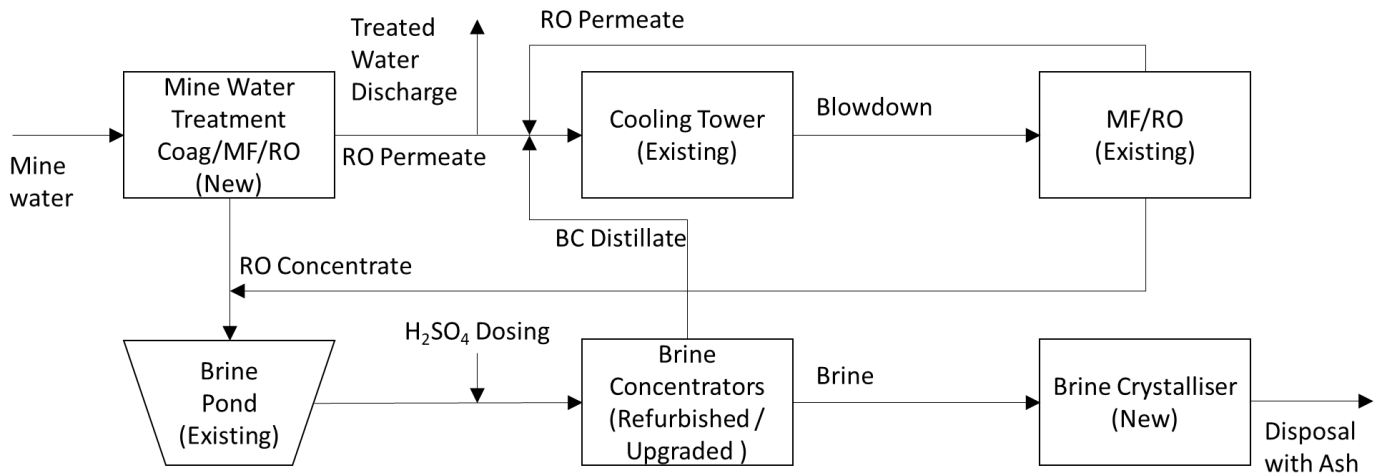 RO Permeate
Treated
Water
Discharge
Mine Water
Treatment
Coag/MF/RO
(New)
Mine
water
RO Permeate
Cooling Tower
(Existing)
Blowdown
MF/RO
(Existing)
BC Distillate
RO Concentrate
H₂SO₄ Dosing
Brine
Pond
(Existing)
Brine
Concentrators
(Refurbished /
Upgraded )
Brine
Brine Crystalliser
(New)
Disposal
with Ash